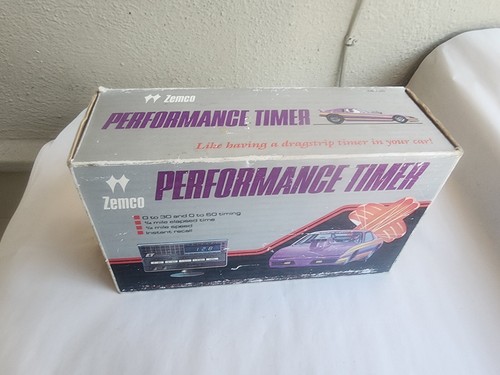 Zemco
PERFORMANCE TIMER
Like having a dragstrip timer in your car!
Zemco
PERFORMANCE TIMER
0 to 30 and 0 to 60 timing
¼ mile elapsed time
¼ mile speed
Instant recall